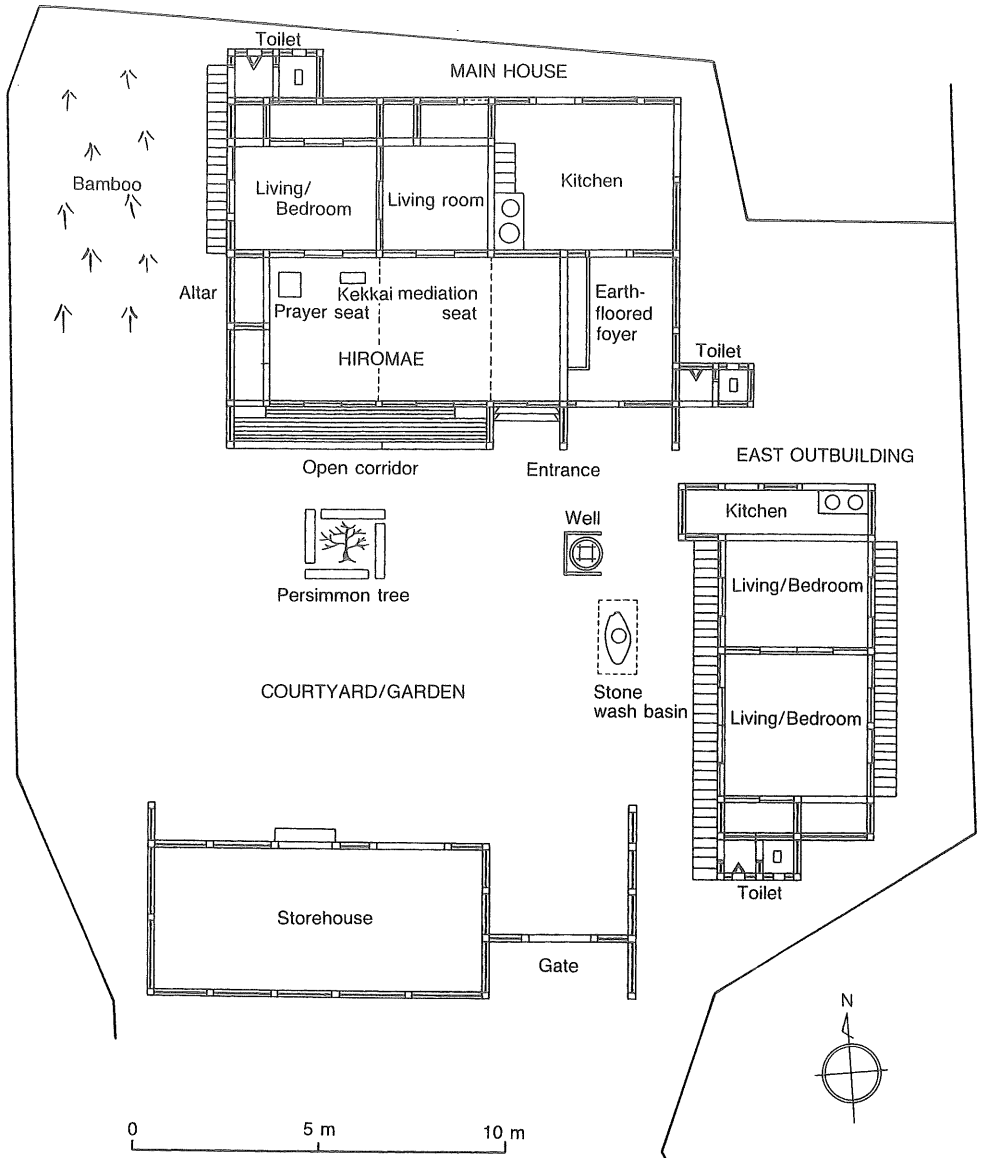 Toilet
MAIN HOUSE
Bamboo
Living/
Bedroom
Living room
Kitchen
Altar
Prayer seat
Kekkai mediation
seat
Earth-
floored
foyer
HIROMAE
Toilet
Open corridor
Entrance
EAST OUTBUILDING
Kitchen
Well
Persimmon tree
Living/Bedroom
COURTYARD/GARDEN
Stone
wash basin
Living/Bedroom
Storehouse
Toilet
Gate
N
0 5 m 10 m